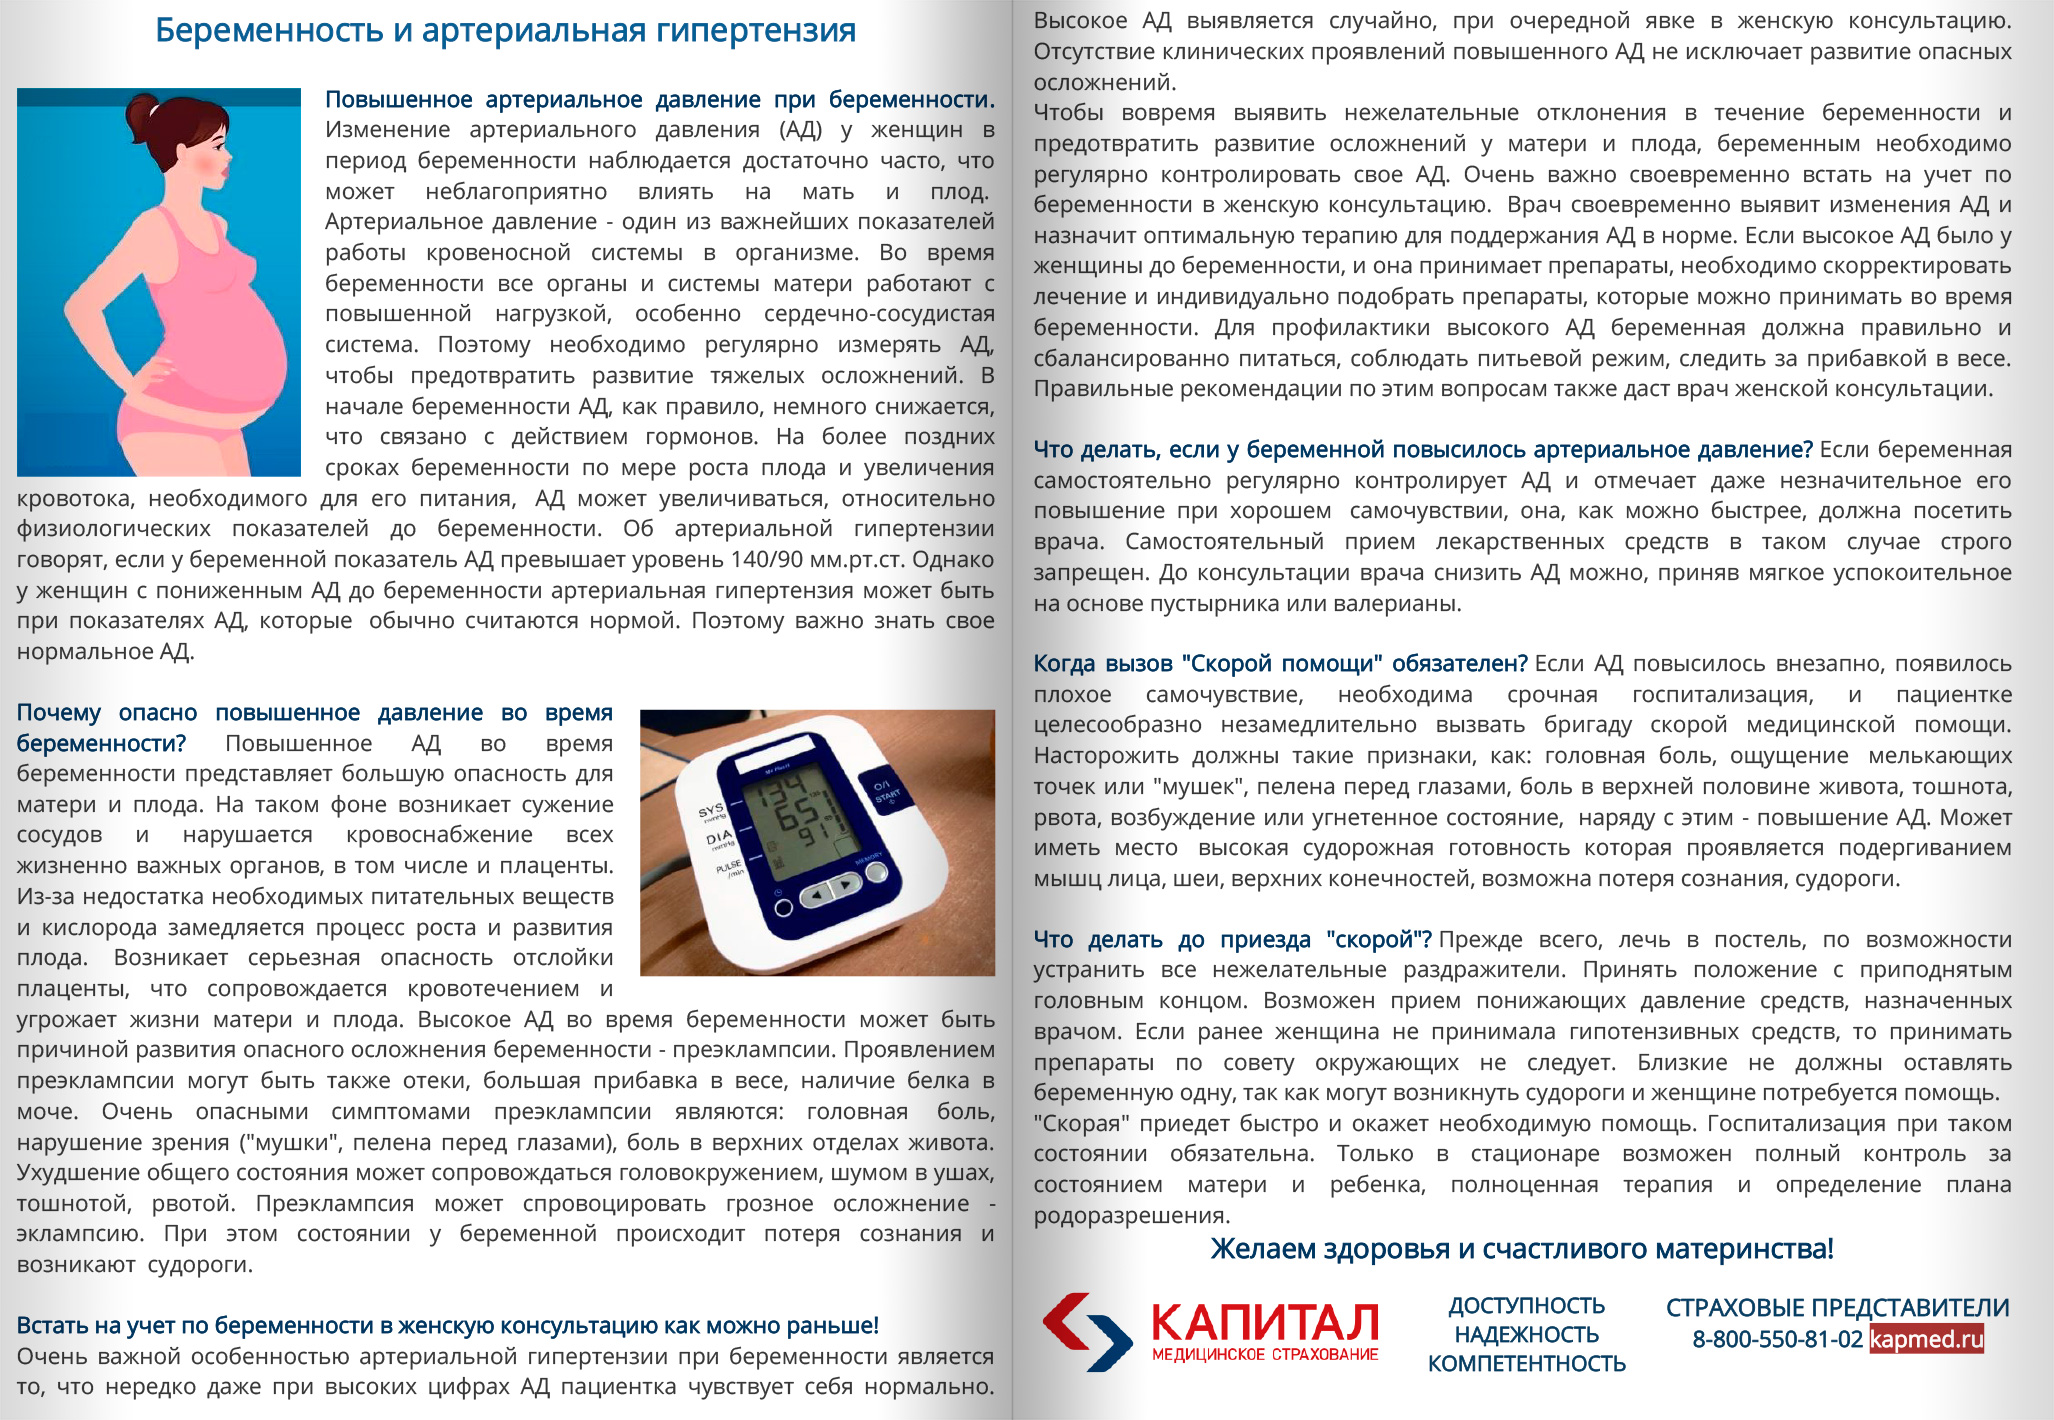 Беременность и артериальная гипертензия
Повышенное артериальное давление при беременности.
Изменение артериального давления (АД) у женщин в
период беременности наблюдается достаточно часто, что
может неблагоприятно влиять на мать и плод.
Артериальное давление - один из важнейших показателей
работы кровеносной системы в организме. Во время
беременности все органы и системы матери работают с
повышенной нагрузкой, особенно сердечно-сосудистая
система. Поэтому необходимо регулярно измерять АД,
чтобы предотвратить развитие тяжелых осложнений. В
начале беременности АД, как правило, немного снижается,
что связано с действием гормонов. На более поздних
сроках беременности по мере роста плода и увеличения
кровотока, необходимого для его питания, АД может увеличиваться, относительно
физиологических показателей до беременности. Об артериальной гипертензии
говорят, если у беременной показатель АД превышает уровень 140/90 мм.рт.ст. Однако
у женщин с пониженным АД до беременности артериальная гипертензия может быть
при показателях АД, которые обычно считаются нормой. Поэтому важно знать свое
нормальное АД.
Почему опасно повышенное давление во время
беременности? Повышенное АД во время
беременности представляет большую опасность для
матери и плода. На таком фоне возникает сужение
сосудов и нарушается кровоснабжение всех
жизненно важных органов, в том числе и плаценты.
Из-за недостатка необходимых питательных веществ
и кислорода замедляется процесс роста и развития
плода. Возникает серьезная опасность отслойки
плаценты, что сопровождается кровотечением и
угрожает жизни матери и плода. Высокое АД во время беременности может быть
причиной развития опасного осложнения беременности - преэклампсии. Проявлением
преэклампсии могут быть также отеки, большая прибавка в весе, наличие белка в
моче. Очень опасными симптомами преэклампсии являются: головная боль,
нарушение зрения ("мушки", пелена перед глазами), боль в верхних отделах живота.
Ухудшение общего состояния может сопровождаться головокружением, шумом в ушах,
тошнотой, рвотой. Преэклампсия может спровоцировать грозное осложнение -
эклампсию. При этом состоянии у беременной происходит потеря сознания и
возникают судороги.
SYS
mmHg
DIA
mmHg
PULSE
/min
134
65
91
O/I
START
MEMORY
Встать на учет по беременности в женскую консультацию как можно раньше!
Очень важной особенностью артериальной гипертензии при беременности является
то, что нередко даже при высоких цифрах АД пациентка чувствует себя нормально.
Высокое АД выявляется случайно, при очередной явке в женскую консультацию.
Отсутствие клинических проявлений повышенного АД не исключает развитие опасных
осложнений.
Чтобы вовремя выявить нежелательные отклонения в течение беременности и
предотвратить развитие осложнений у матери и плода, беременным необходимо
регулярно контролировать свое АД. Очень важно своевременно встать на учет по
беременности в женскую консультацию. Врач своевременно выявит изменения АД и
назначит оптимальную терапию для поддержания АД в норме. Если высокое АД было у
женщины до беременности, и она принимает препараты, необходимо скорректировать
лечение и индивидуально подобрать препараты, которые можно принимать во время
беременности. Для профилактики высокого АД беременная должна правильно и
сбалансированно питаться, соблюдать питьевой режим, следить за прибавкой в весе.
Правильные рекомендации по этим вопросам также даст врач женской консультации.
Что делать, если у беременной повысилось артериальное давление? Если беременная
самостоятельно регулярно контролирует АД и отмечает даже незначительное его
повышение при хорошем самочувствии, она, как можно быстрее, должна посетить
врача. Самостоятельный прием лекарственных средств в таком случае строго
запрещен. До консультации врача снизить АД можно, приняв мягкое успокоительное
на основе пустырника или валерианы.
Когда вызов "Скорой помощи" обязателен? Если АД повысилось внезапно, появилось
плохое самочувствие, необходима срочная госпитализация, и пациентке
целесообразно незамедлительно вызвать бригаду скорой медицинской помощи.
Насторожить должны такие признаки, как: головная боль, ощущение мелькающих
точек или "мушек", пелена перед глазами, боль в верхней половине живота, тошнота,
рвота, возбуждение или угнетенное состояние, наряду с этим - повышение АД. Может
иметь место высокая судорожная готовность которая проявляется подергиванием
мышц лица, шеи, верхних конечностей, возможна потеря сознания, судороги.
Что делать до приезда "скорой"? Прежде всего, лечь в постель, по возможности
устранить все нежелательные раздражители. Принять положение с приподнятым
головным концом. Возможен прием понижающих давление средств, назначенных
врачом. Если ранее женщина не принимала гипотензивных средств, то принимать
препараты по совету окружающих не следует. Близкие не должны оставлять
беременную одну, так как могут возникнуть судороги и женщине потребуется помощь.
"Скорая" приедет быстро и окажет необходимую помощь. Госпитализация при таком
состоянии обязательна. Только в стационаре возможен полный контроль за
состоянием матери и ребенка, полноценная терапия и определение плана
родоразрешения.
Желаем здоровья и счастливого материнства!
КАПИТАЛ
МЕДИЦИНСКОЕ СТРАХОВАНИЕ
ДОСТУПНОСТЬ
НАДЕЖНОСТЬ
КОМПЕТЕНТНОСТЬ
СТРАХОВЫЕ ПРЕДСТАВИТЕЛИ
8-800-550-81-02 kapmed.ru